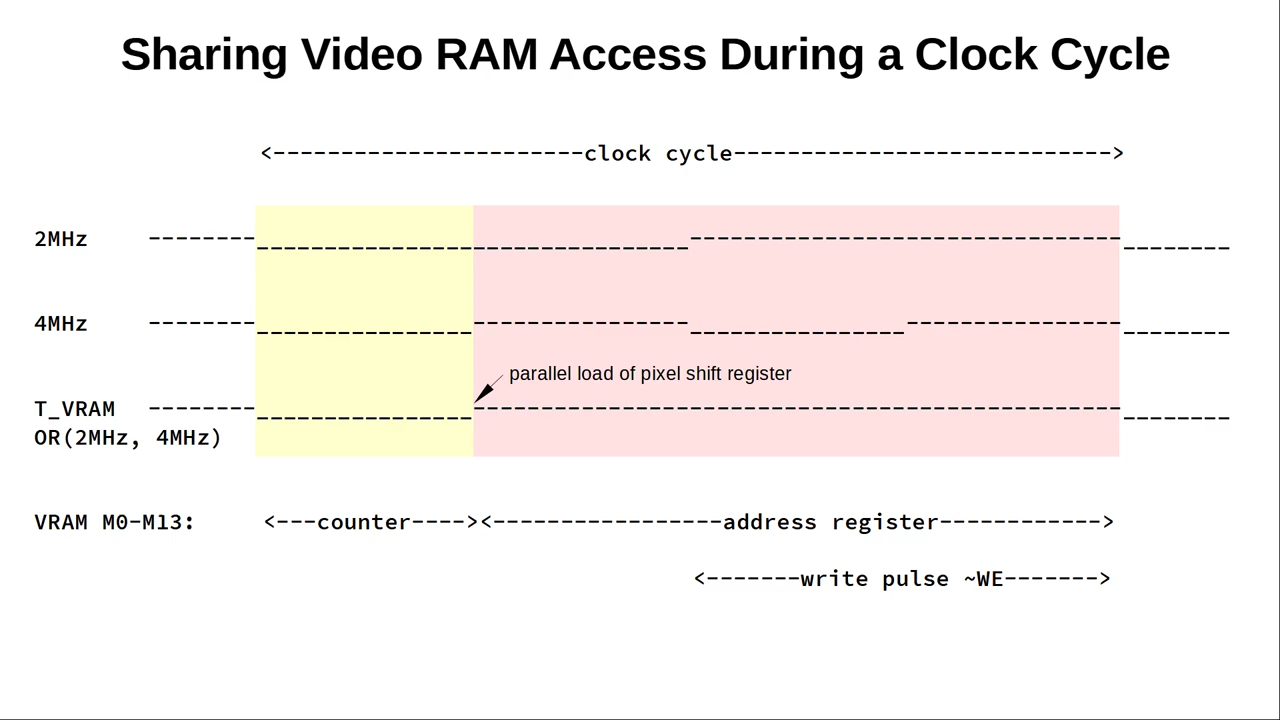 Sharing Video RAM Access During a Clock Cycle
<-----------------------clock cycle---------------------------->
2MHz
4MHz
parallel load of pixel shift register
T_VRAM
OR(2MHz, 4MHz)
VRAM M0-M13: <---counter----><-----------------address register------------>
<-------write pulse ~WE------->